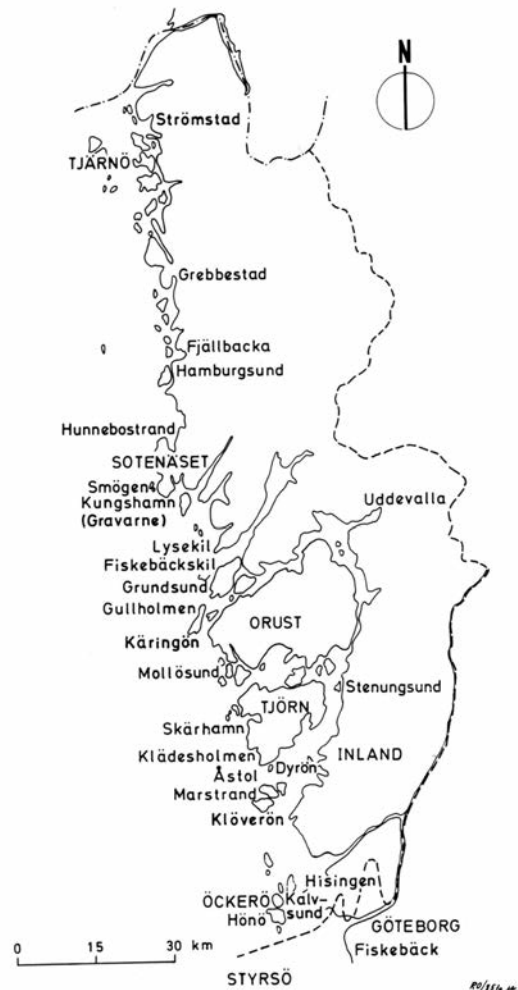 N
Strömstad
TJÄRNÖ
Grebbestad
Fjällbacka
Hamburgsund
Hunnebostrand
SOTENÄSET
Smögen
Kungshamn
(Gravarne)
Uddevalla
Lysekil
Fiskebäckskil
Grundsund
Gullholmen
ORUST
Käringön
Mollösund
Stenungsund
TJÖRN
Skärhamn
INLAND
Klädesholmen
Dyrön
Åstol
Marstrand
Klöverön
Hisingen
ÖCKERÖ
Kalv-
sund
Hönö
GÖTEBORG
Fiskebäck
0 15 30 km
STYRSÖ